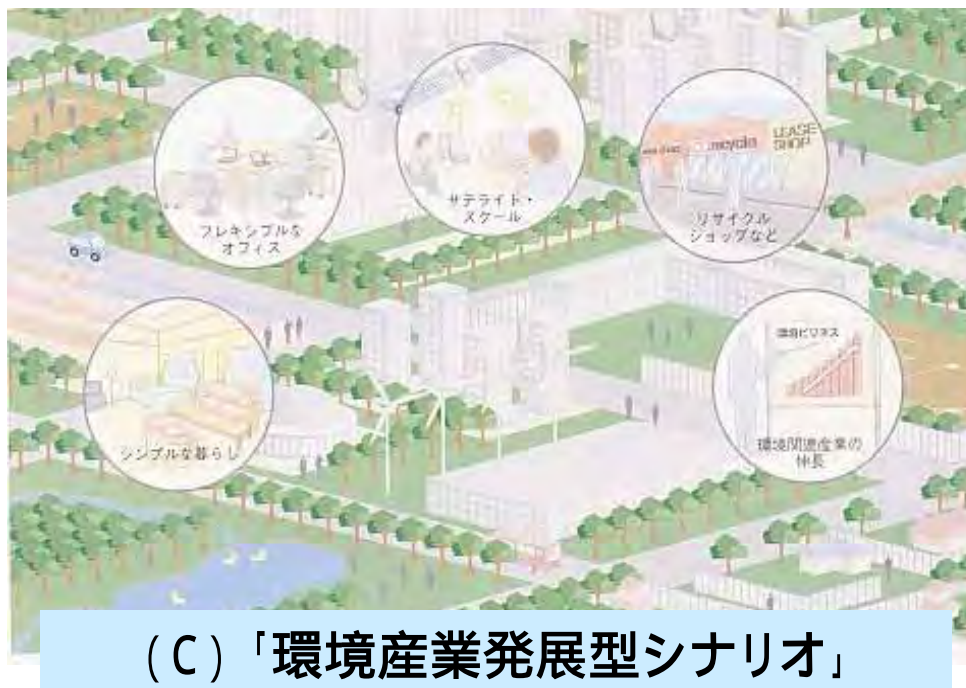 フレキシブルな
オフィス
サテライト・
スクール
recycle
LEASE
SHOP
リサイクル
ショップなど
シンプルな暮らし
環境ビジネス
環境関連産業の
伸長
(C)「環境産業発展型シナリオ」